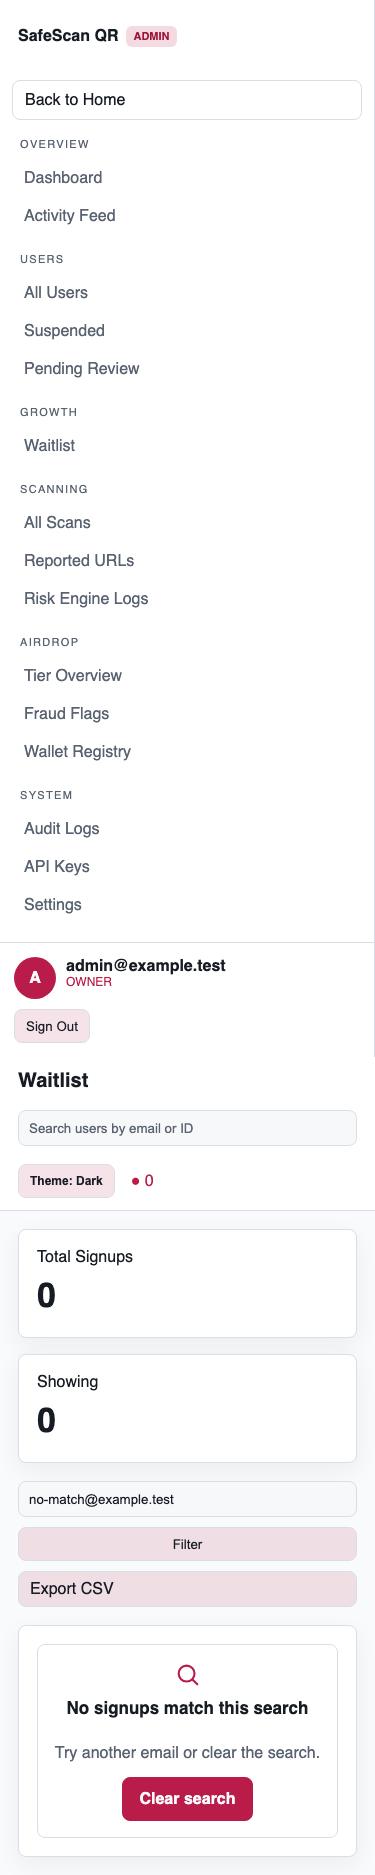 SafeScan QR ADMIN
Back to Home
OVERVIEW
Dashboard
Activity Feed
USERS
All Users
Suspended
Pending Review
GROWTH
Waitlist
SCANNING
All Scans
Reported URLs
Risk Engine Logs
AIRDROP
Tier Overview
Fraud Flags
Wallet Registry
SYSTEM
Audit Logs
API Keys
Settings
A
admin@example.test
OWNER
Sign Out
Waitlist
Search users by email or ID
Theme: Dark
0
Total Signups
0
Showing
0
no-match@example.test
Filter
Export CSV
No signups match this search
Try another email or clear the search.
Clear search